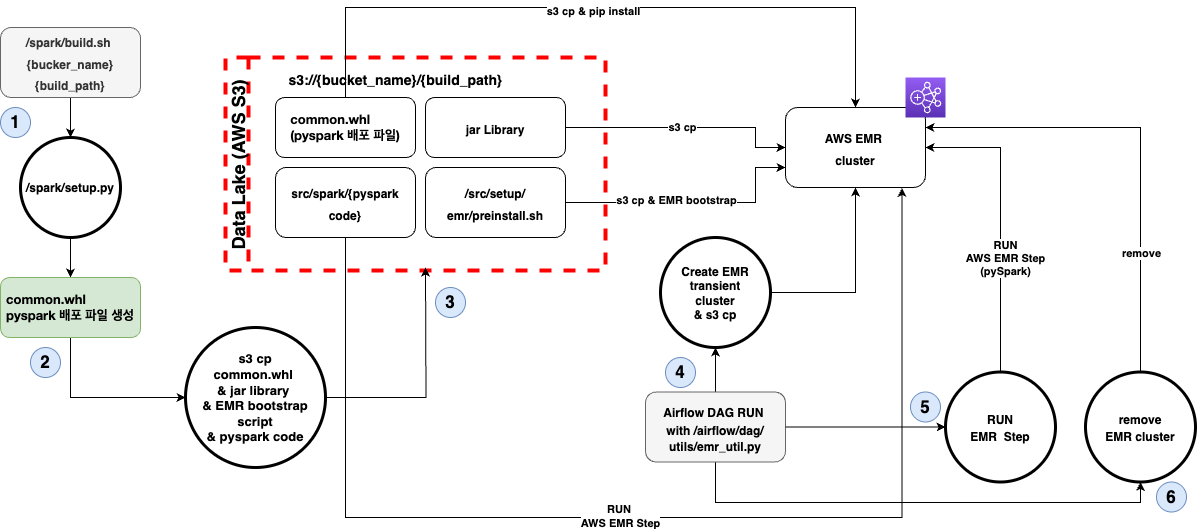 s3 cp & pip install
/spark/build.sh
{bucker_name}
{build_path}
1
/spark/setup.py
common.whl
pyspark 배포 파일 생성
2
s3 cp
common.whl
& jar library
& EMR bootstrap
script
& pyspark code
3
Data Lake (AWS S3)
s3://{bucket_name}/{build_path}
common.whl
(pyspark 배포 파일)
jar Library
src/spark/{pyspark
code}
/src/setup/
emr/preinstall.sh
s3 cp
s3 cp & EMR bootstrap
AWS EMR
cluster
Create EMR
transient
cluster
& s3 cp
4
Airflow DAG RUN
with /airflow/dag/
utils/emr_util.py
RUN
AWS EMR Step
(pySpark)
5
RUN
EMR Step
remove
remove
EMR cluster
6
RUN
AWS EMR Step